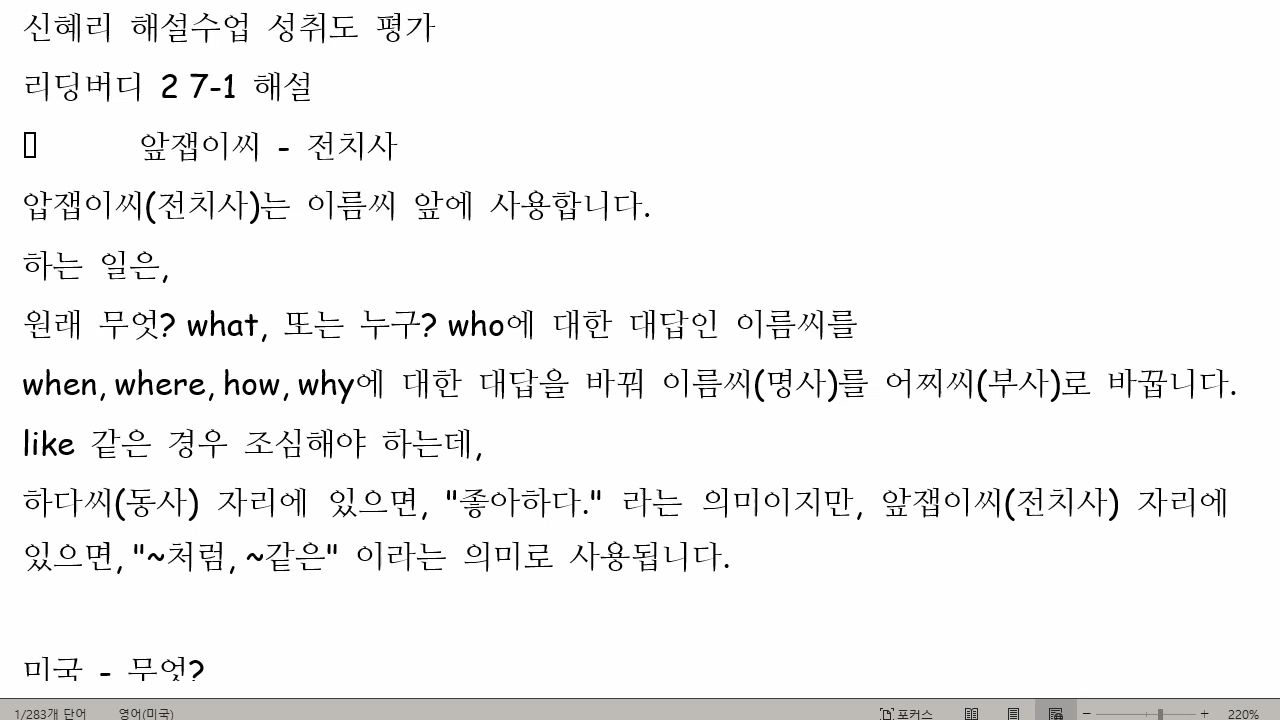 신혜리 해설수업 성취도 평가
리딩버디 2 7-1 해설
앞잽이씨 - 전치사
압잽이씨(전치사)는 이름씨 앞에 사용합니다.
하는 일은,
원래 무엇? what, 또는 누구? who에 대한 대답인 이름씨를
when, where, how, why에 대한 대답을 바꿔 이름씨(명사)를 어찌씨(부사)로 바꿉니다.
like 같은 경우 조심해야 하는데,
하다씨(동사) 자리에 있으면, "좋아하다." 라는 의미이지만, 앞잽이씨(전치사) 자리에
있으면, "~처럼, ~같은" 이라는 의미로 사용됩니다.
미국 - 무엇?
1/283개 단어 영어(미국) 포커스 220%